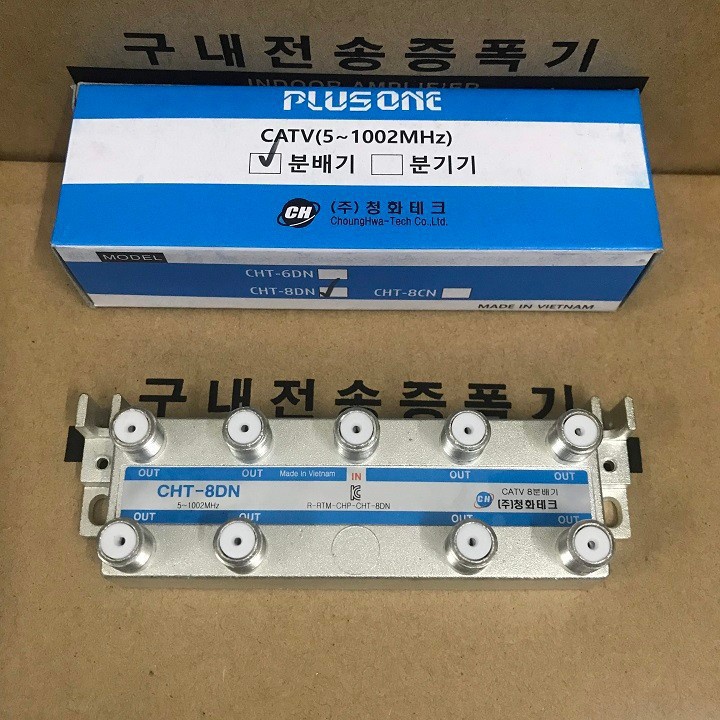 구내전송증폭기
INDOOR AMPLIFIER
PLUSONE
CATV(5~1002MHz)
✓ 분배기 □ 분기기
CH (주)청화테크
ChoungHwa-Tech Co.,Ltd.
MODEL
CHT-6DN
CHT-8DN ✓ CHT-8CN
MADE IN VIETNAM
구내전송증폭기
OUT OUT Made in Vietnam IN OUT OUT
CHT-8DN
5~1002MHz
R-RTM-CHP-CHT-8DN
CATV 8분배기
CH (주)청화테크
OUT OUT OUT OUT